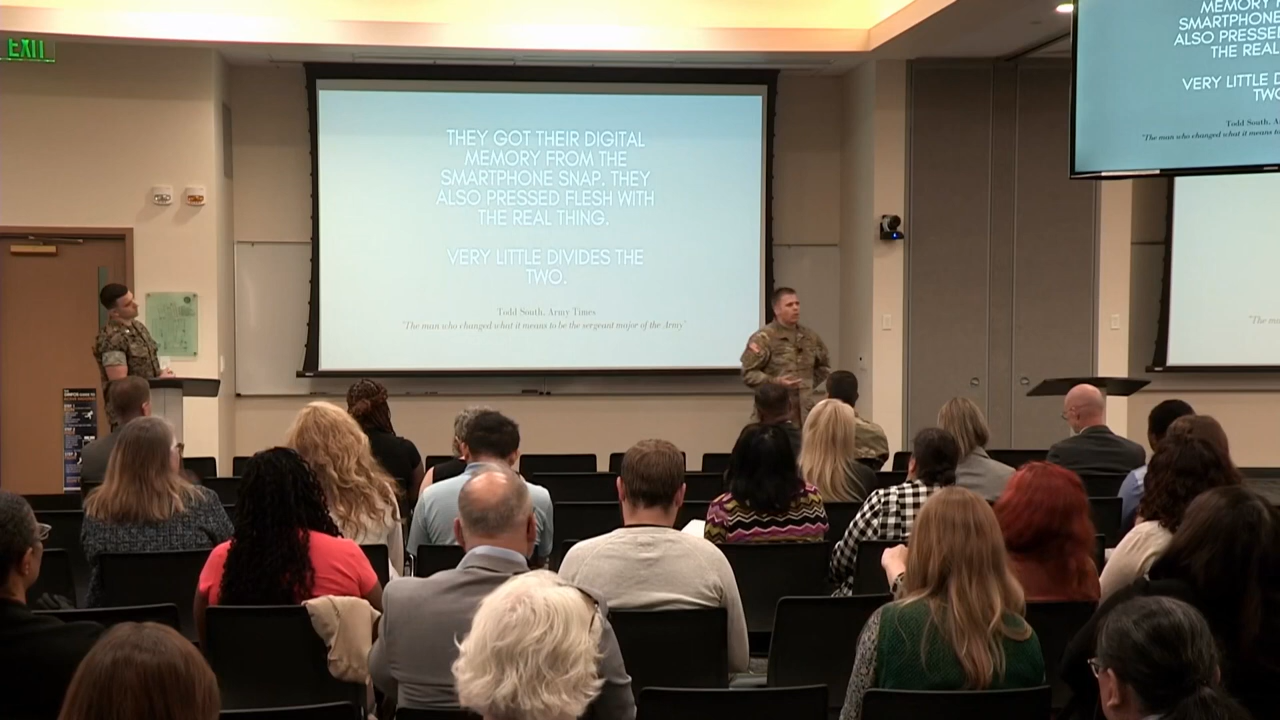 EXIT
THEY GOT THEIR DIGITAL
MEMORY FROM THE
SMARTPHONE SNAP. THEY
ALSO PRESSED FLESH WITH
THE REAL THING.
VERY LITTLE DIVIDES THE
TWO.
Todd South, Army Times
"The man who changed what it means to be the sergeant major of the Army"
MEMORY
SMARTPHONE
ALSO PRESSED
THE REAL
VERY LITTLE
TWO
Todd South,
"The man who changed what it means to
"The